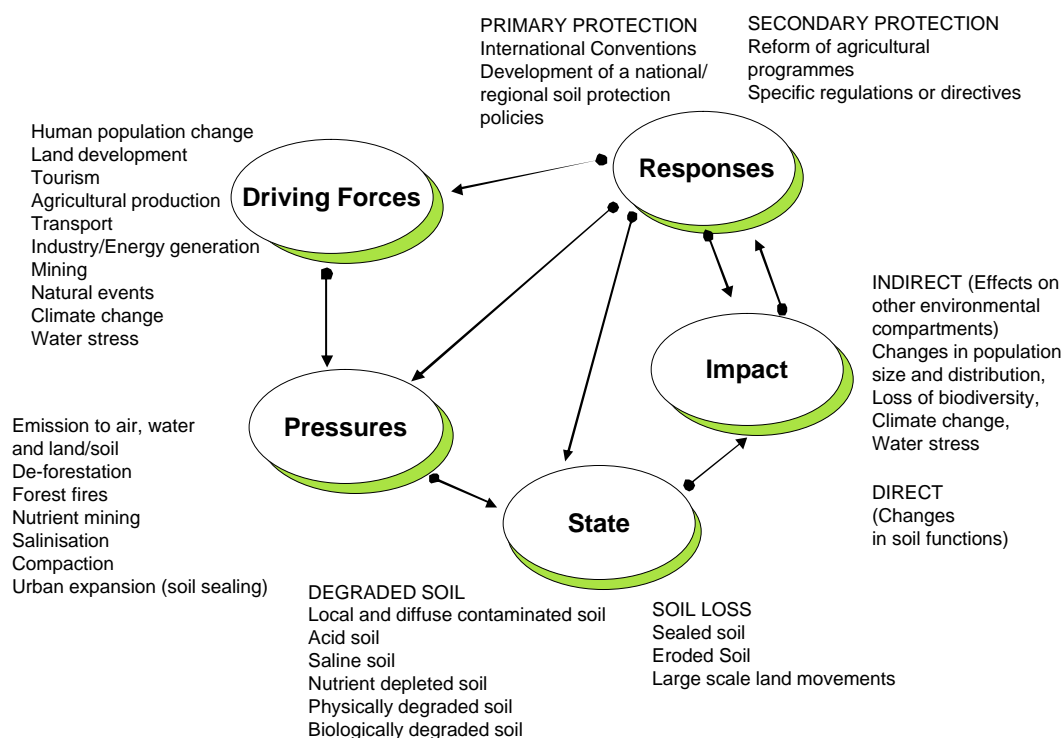 PRIMARY PROTECTION
International Conventions
Development of a national/
regional soil protection
policies
SECONDARY PROTECTION
Reform of agricultural
programmes
Specific regulations or directives
Human population change
Land development
Tourism
Agricultural production
Transport
Industry/Energy generation
Mining
Natural events
Climate change
Water stress
Driving Forces
Responses
INDIRECT (Effects on
other environmental
compartments)
Changes in population
size and distribution,
Loss of biodiversity,
Climate change,
Water stress
DIRECT
(Changes
in soil functions)
Impact
Pressures
Emission to air, water
and land/soil
De-forestation
Forest fires
Nutrient mining
Salinisation
Compaction
Urban expansion (soil sealing)
State
DEGRADED SOIL
Local and diffuse contaminated soil
Acid soil
Saline soil
Nutrient depleted soil
Physically degraded soil
Biologically degraded soil
SOIL LOSS
Sealed soil
Eroded Soil
Large scale land movements